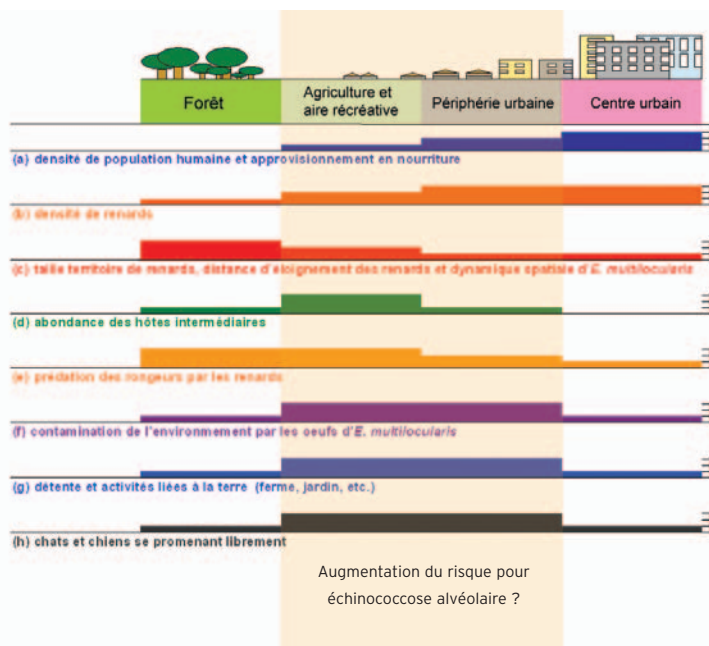 Forêt
Agriculture et
aire récréative
Périphérie urbaine
Centre urbain
(a) densité de population humaine et approvisionnement en nourriture
(b) densité de renards
(c) taille territoire de renards, distance d'éloignement des renards et dynamique spatiale d'E. multilocularis
(d) abondance des hôtes intermédiaires
(e) prédation des rongeurs par les renards
(f) contamination de l'environnement par les oeufs d'E. multilocularis
(g) détente et activités liées à la terre (ferme, jardin, etc.)
(h) chats et chiens se promenant librement
Augmentation du risque pour
échinococcose alvéolaire ?